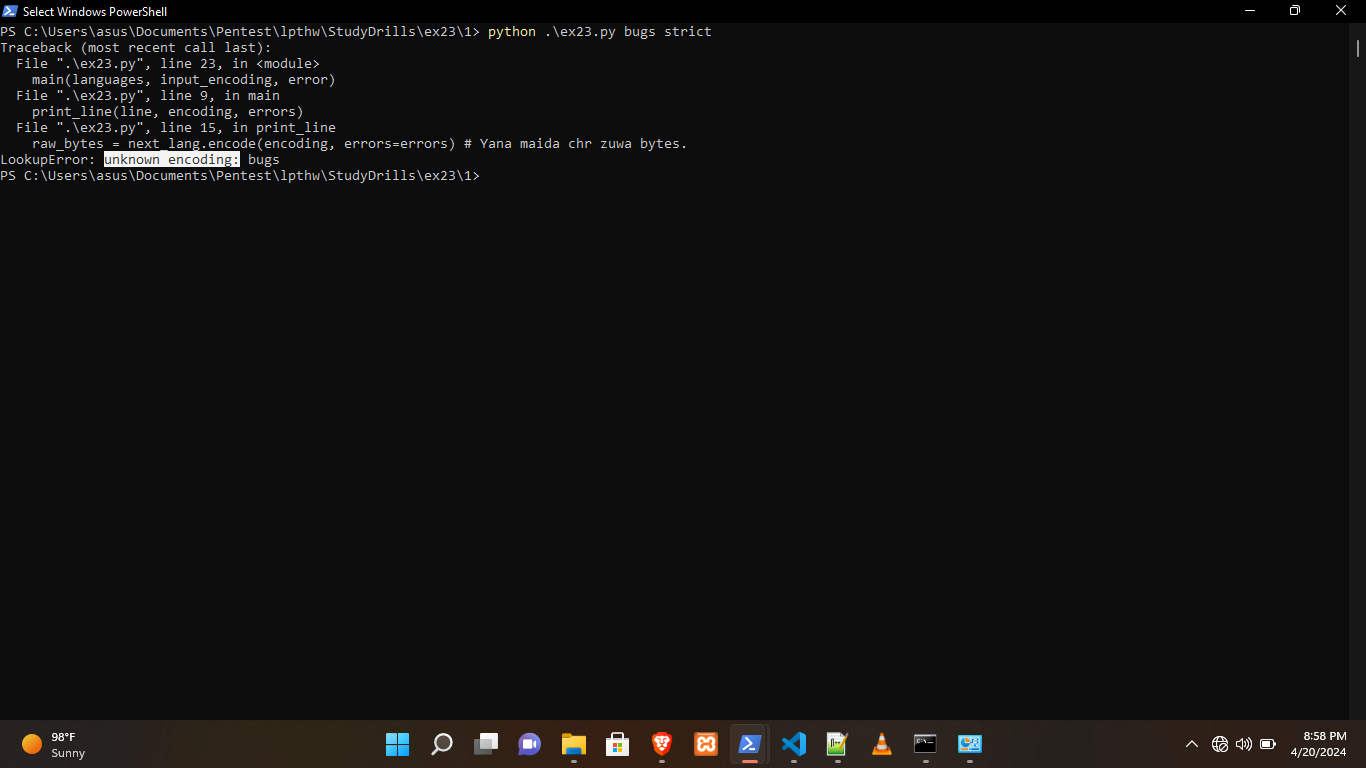 Select Windows PowerShell
PS C:\Users\asus\Documents\Pentest\lpthw\StudyDrills\ex23\1> python .\ex23.py bugs strict
Traceback (most recent call last):
  File ".\ex23.py", line 23, in <module>
    main(languages, input_encoding, error)
  File ".\ex23.py", line 9, in main
    print_line(line, encoding, errors)
  File ".\ex23.py", line 15, in print_line
    raw_bytes = next_lang.encode(encoding, errors=errors) # Yana maida chr zuwa bytes.
LookupError: unknown encoding: bugs
PS C:\Users\asus\Documents\Pentest\lpthw\StudyDrills\ex23\1>
98°F
Sunny
8:58 PM
4/20/2024